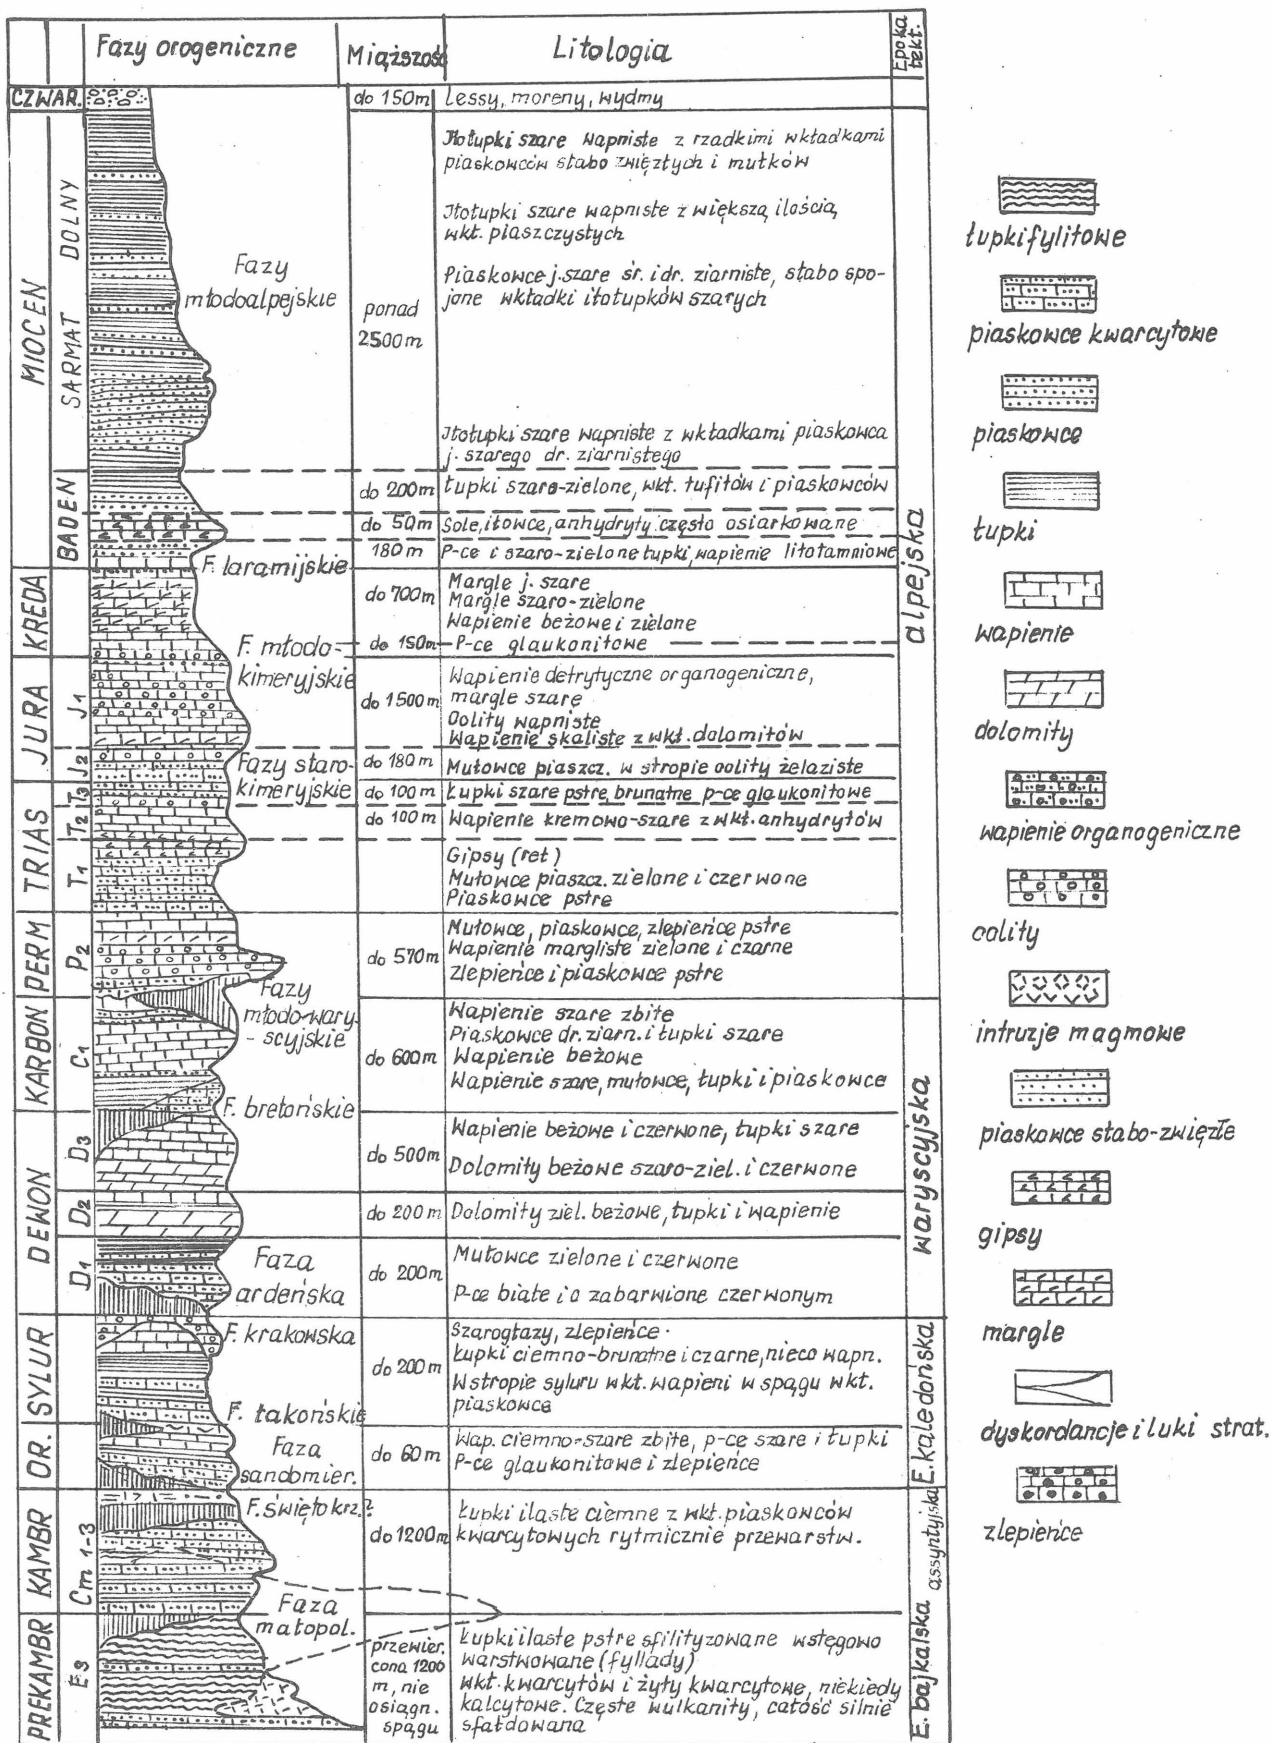 Fazy orogeniczne
Miąższość
Litologia
Epoka
tekt.
CZWAR.
do 150m
Lessy, moreny, wydmy
MIOCEN
SARMAT DOLNY
Fazy
młodoalpejskie
ponad
2500m
Iłołupki szare wapniste z rzadkimi wkładkami
piaskowców słabo zwięzłych i mułków
Iłołupki szare wapniste z większą ilością
wkł. piaszczystych
Piaskowce j.szare śr. i dr. ziarniste, słabo spo-
jone wkładki iłołupków szarych
Iłołupki szare wapniste z wkładkami piaskowca
j. szarego dr. ziarnistego
BADEN
do 200m
Łupki szaro-zielone, wkł. tufitów i piaskowców
do 50m
Sole, iłowce, anhydryty często osiarkowane
180m
P-ce i szaro-zielone łupki, wapienie litotamniowe
F. laramijskie
alpejska
KREDA
do 700m
Margle j. szare
Margle szaro-zielone
Wapienie beżowe i zielone
F. młodo-
kimeryjskie
do 150m
P-ce glaukonitowe
JURA
J1
do 1500m
Wapienie detrytyczne organogeniczne,
margle szare
Oolity wapniste
Wapienie skaliste z wkł. dolomitów
J2
Fazy staro-
kimeryjskie
do 180m
Mułowce piaszcz. w stropie oolity żelaziste
TRIAS
T3
do 100m
Łupki szare pstre, brunatne p-ce glaukonitowe
T2
do 100m
Wapienie kremowo-szare z wkł. anhydrytów
T1
Gipsy (ret)
Mułowce piaszcz. zielone i czerwone
Piaskowce pstre
PERM
P2
do 570m
Mułowce, piaskowce, zlepieńce pstre
Wapienie margliste zielone i czarne
Zlepieńce i piaskowce pstre
Fazy
młodo-wary-
-scyjskie
KARBON
C1
do 600m
Wapienie szare zbite
Piaskowce dr. ziarn. i łupki szare
Wapienie beżowe
Wapienie szare, mułowce, łupki i piaskowce
F. bretońskie
waryscyjska
DEWON
D3
do 500m
Wapienie beżowe i czerwone, łupki szare
Dolomity beżowe szaro-ziel. i czerwone
D2
do 200m
Dolomity ziel. beżowe, łupki i wapienie
D1
Faza
ardeńska
do 200m
Mułowce zielone i czerwone
P-ce białe i o zabarwione czerwonym
SYLUR
F. krakowska
do 200m
Szarogłazy, zlepieńce.
Łupki ciemno-brunatne i czarne, nieco wapn.
W stropie syluru wkł. wapieni w spągu wkł.
piaskowca
F. takońskie
E. kaledońska
OR.
Faza
sandomier.
do 60m
Wap. ciemno-szare zbite, p-ce szare i łupki
P-ce glaukonitowe i zlepieńce
KAMBR
Cm 1-3
F. święto krz.?
do 1200m
Łupki ilaste ciemne z wkł. piaskowców
kwarcytowych rytmicznie przewarstw.
assyntyjska
Faza
małopol.
PREKAMBR
E3
przewier.
cona 1200
m, nie
osiągn.
spągu
Łupki ilaste pstre sfilityzowane wstęgowo
warstwowane (fyllady)
wkł. kwarcytów i żyły kwarcytowe, niekiedy
kalcytowe. Częste wulkanity, całość silnie
sfałdowana
E. bajkalska
łupki fylitowe
piaskowce kwarcytowe
piaskowce
łupki
wapienie
dolomity
wapienie organogeniczne
oolity
intruzje magmowe
piaskowce słabo-zwięzłe
gipsy
margle
dyskordancje i luki strat.
zlepieńce